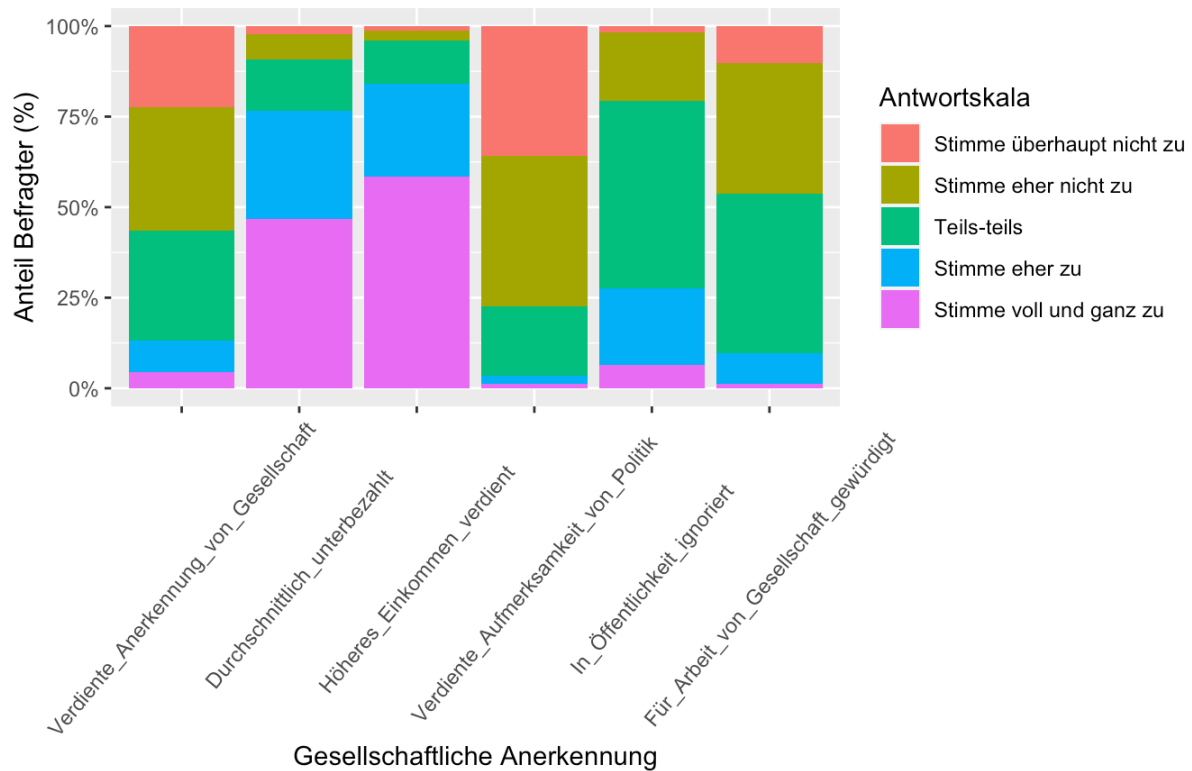 100%
75%
50%
25%
0%
Anteil Befragter (%)
Verdiente_Anerkennung_von_Gesellschaft
Durchschnittlich_unterbezahlt
Höheres_Einkommen_verdient
Verdiente_Aufmerksamkeit_von_Politik
In_Öffentlichkeit_ignoriert
Für_Arbeit_von_Gesellschaft_gewürdigt
Gesellschaftliche Anerkennung
Antwortskala
Stimme überhaupt nicht zu
Stimme eher nicht zu
Teils-teils
Stimme eher zu
Stimme voll und ganz zu